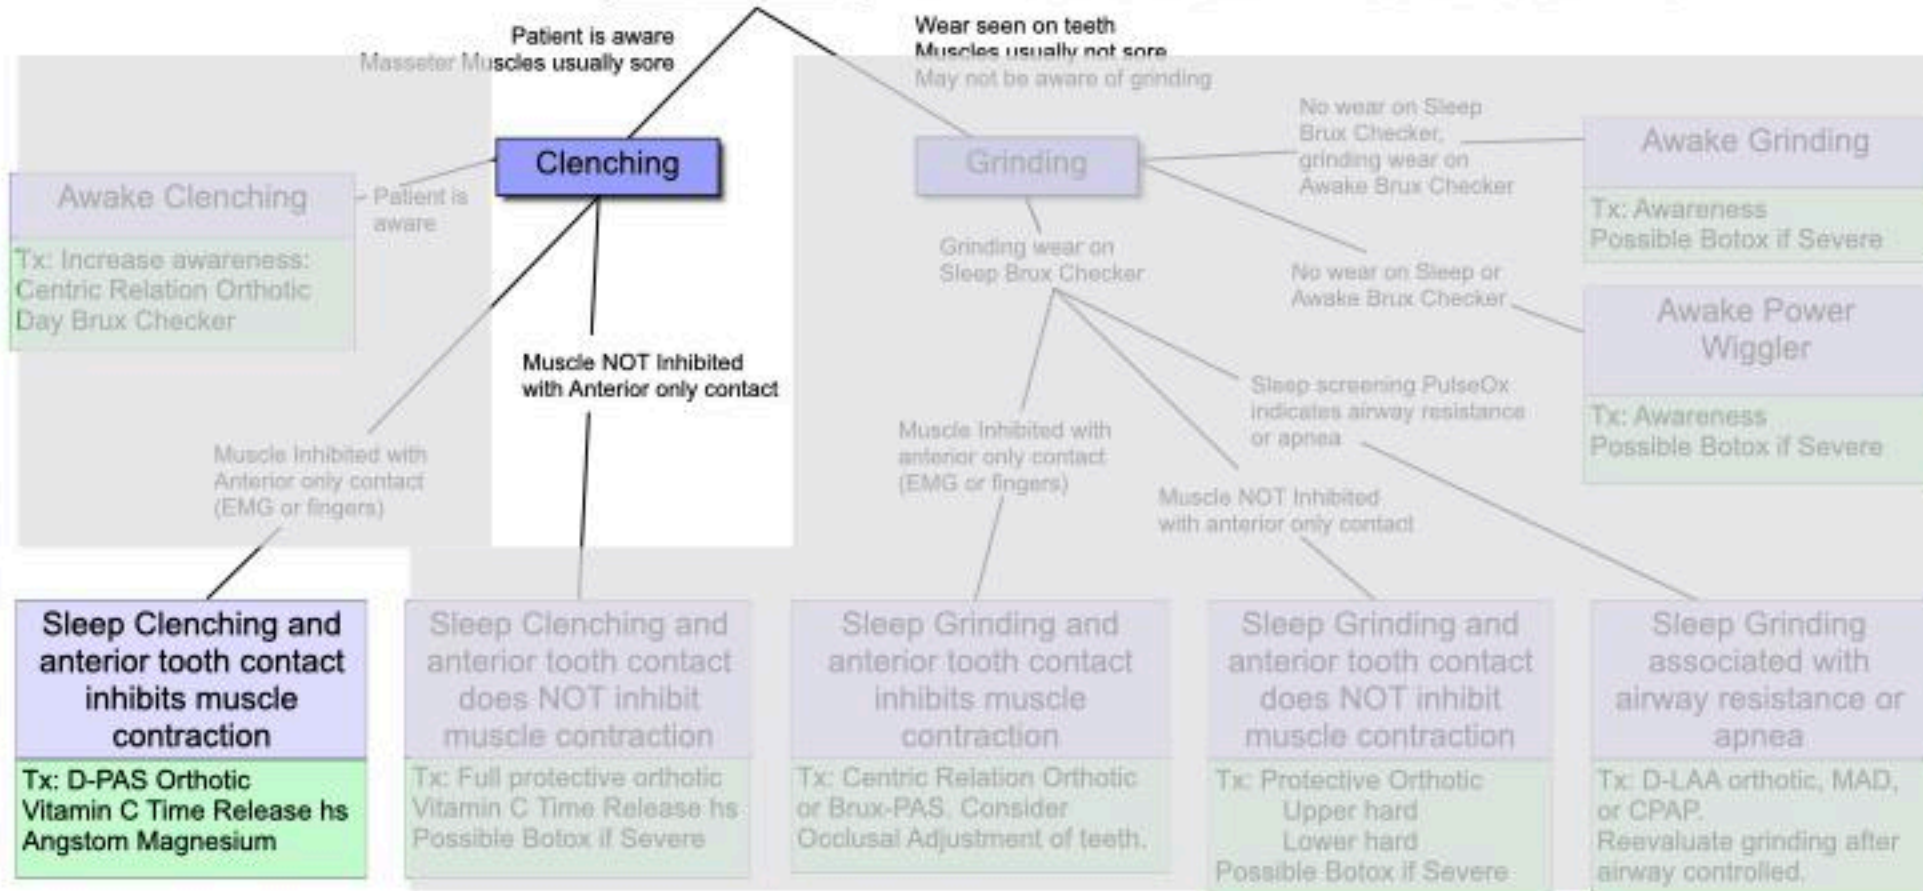 Patient is aware
Masseter Muscles usually sore
Wear seen on teeth
Muscles usually not sore
May not be aware of grinding
Clenching
Grinding
Awake Clenching
Patient is
aware
Tx: Increase awareness:
Centric Relation Orthotic
Day Brux Checker
No wear on Sleep
Brux Checker,
grinding wear on
Awake Brux Checker
Awake Grinding
Tx: Awareness
Possible Botox if Severe
Grinding wear on
Sleep Brux Checker
No wear on Sleep or
Awake Brux Checker
Awake Power
Wiggler
Tx: Awareness
Possible Botox if Severe
Muscle NOT Inhibited
with Anterior only contact
Muscle Inhibited with
Anterior only contact
(EMG or fingers)
Muscle Inhibited with
anterior only contact
(EMG or fingers)
Sleep screening PulseOx
indicates airway resistance
or apnea
Muscle NOT Inhibited
with anterior only contact
Sleep Clenching and
anterior tooth contact
inhibits muscle
contraction
Tx: D-PAS Orthotic
Vitamin C Time Release hs
Angstom Magnesium
Sleep Clenching and
anterior tooth contact
does NOT inhibit
muscle contraction
Tx: Full protective orthotic
Vitamin C Time Release hs
Possible Botox if Severe
Sleep Grinding and
anterior tooth contact
inhibits muscle
contraction
Tx: Centric Relation Orthotic
or Brux-PAS. Consider
Occlusal Adjustment of teeth.
Sleep Grinding and
anterior tooth contact
does NOT inhibit
muscle contraction
Tx: Protective Orthotic
Upper hard
Lower hard
Possible Botox if Severe
Sleep Grinding
associated with
airway resistance or
apnea
Tx: D-LAA orthotic, MAD,
or CPAP.
Reevaluate grinding after
airway controlled.